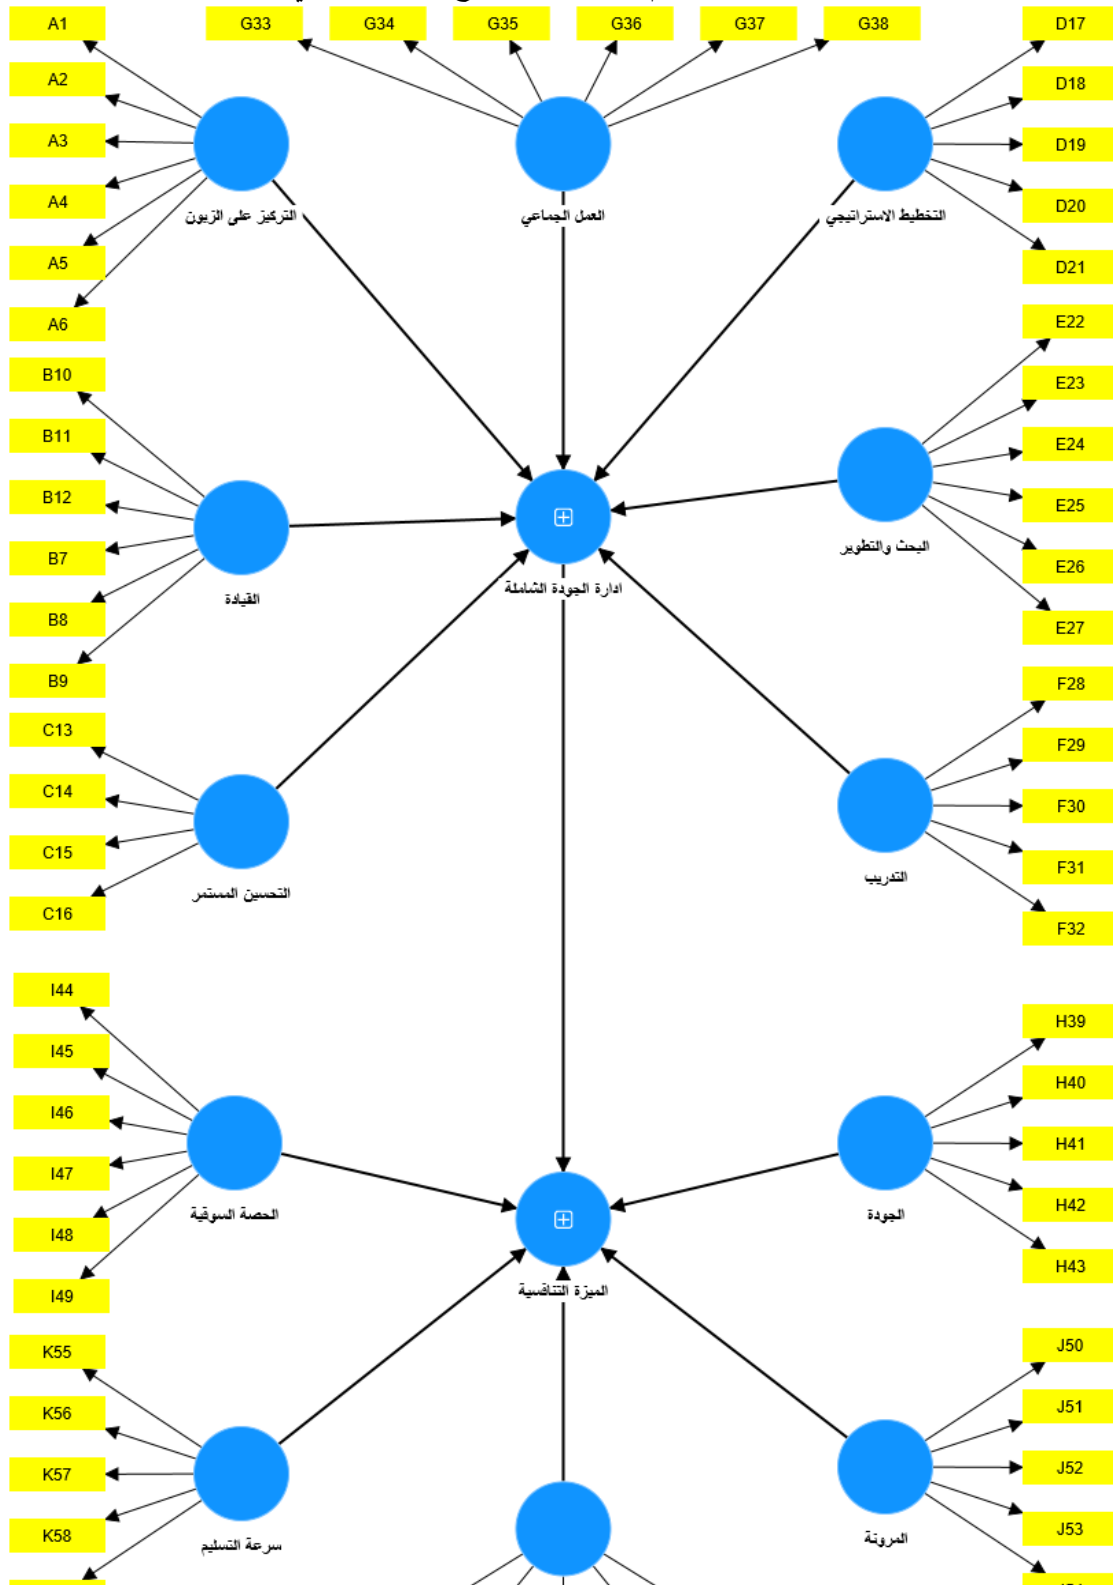 A1
G33
G34
G35
G36
G37
G38
D17
A2
D18
A3
D19
A4
D20
التركيز على الزبون
العمل الجماعي
التخطيط الاستراتيجي
A5
D21
A6
E22
B10
E23
B11
E24
B12
E25
البحث والتطوير
B7
E26
ادارة الجودة الشاملة
القيادة
B8
E27
B9
F28
C13
F29
C14
F30
C15
F31
التدريب
التحسين المستمر
C16
F32
I44
H39
I45
H40
I46
H41
I47
H42
الحصة السوقية
الجودة
I48
H43
I49
الميزة التنافسية
K55
J50
K56
J51
K57
J52
K58
J53
سرعة التسليم
المرونة